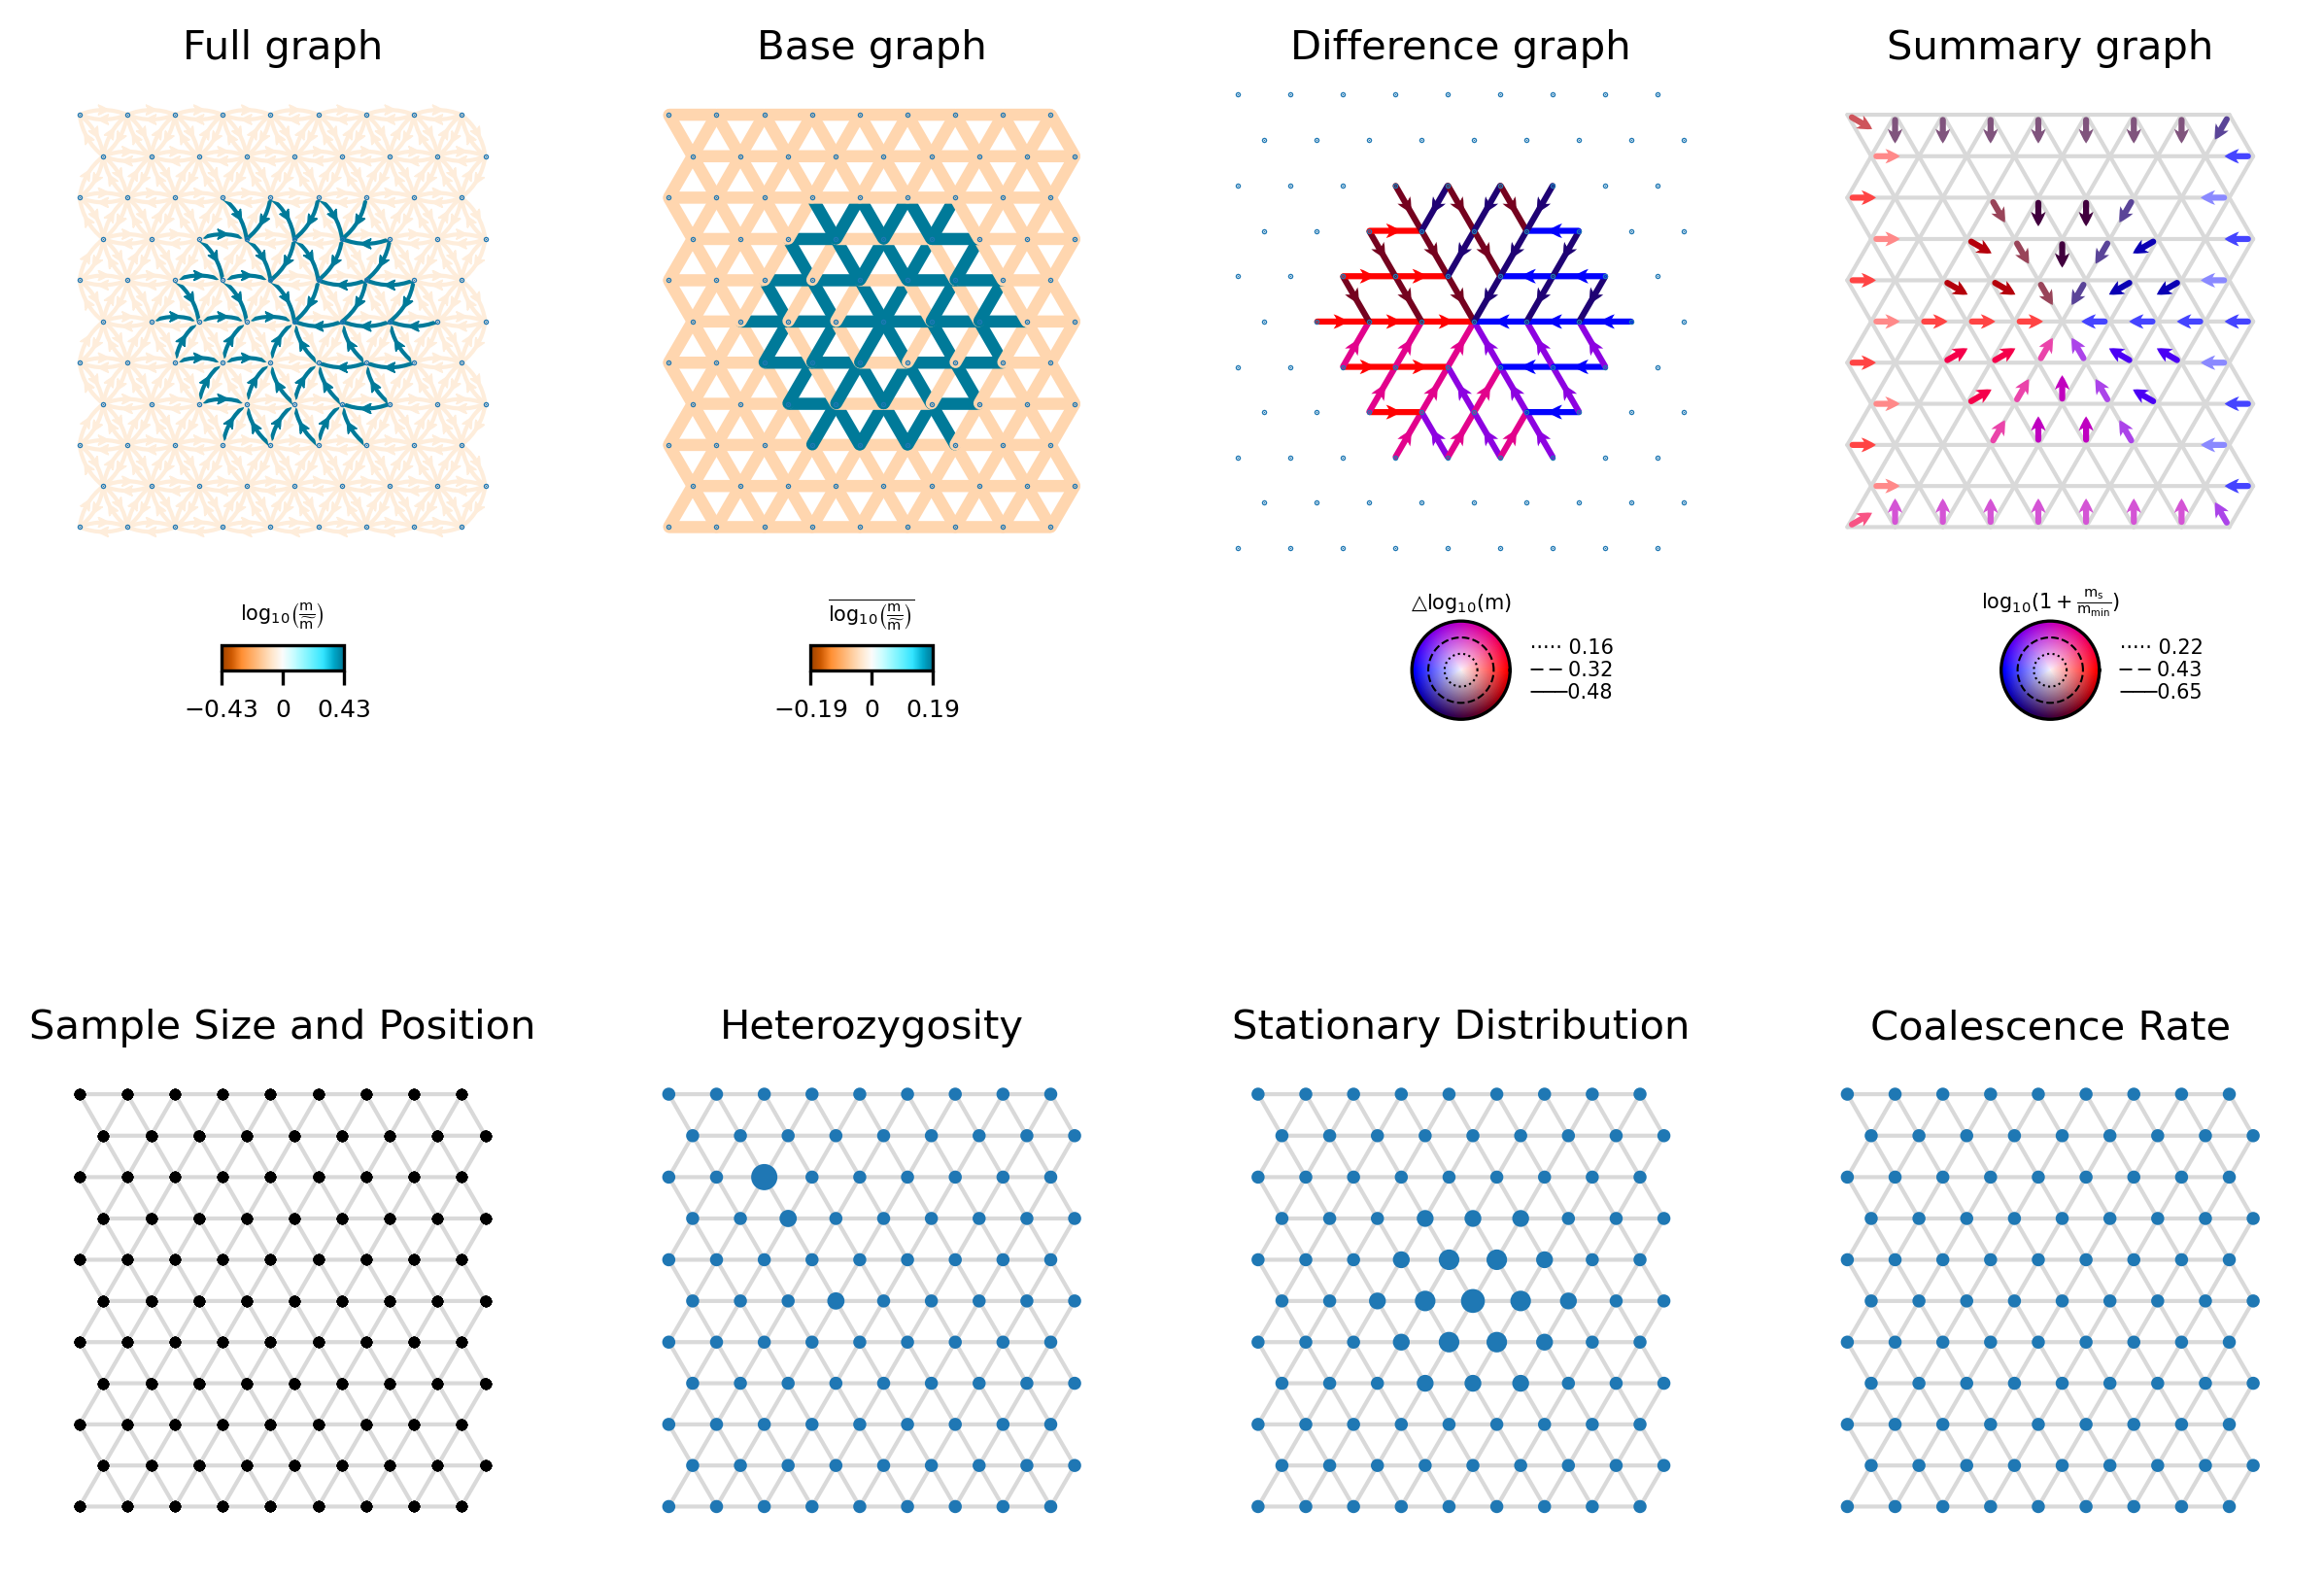 Full graph
Base graph
Difference graph
Summary graph
log₁₀(m/m̃)
−0.43 0 0.43
log₁₀(m/m̃)
−0.19 0 0.19
△log₁₀(m)
0.16
0.32
0.48
log₁₀(1 + mₛ/m_min)
0.22
0.43
0.65
Sample Size and Position
Heterozygosity
Stationary Distribution
Coalescence Rate